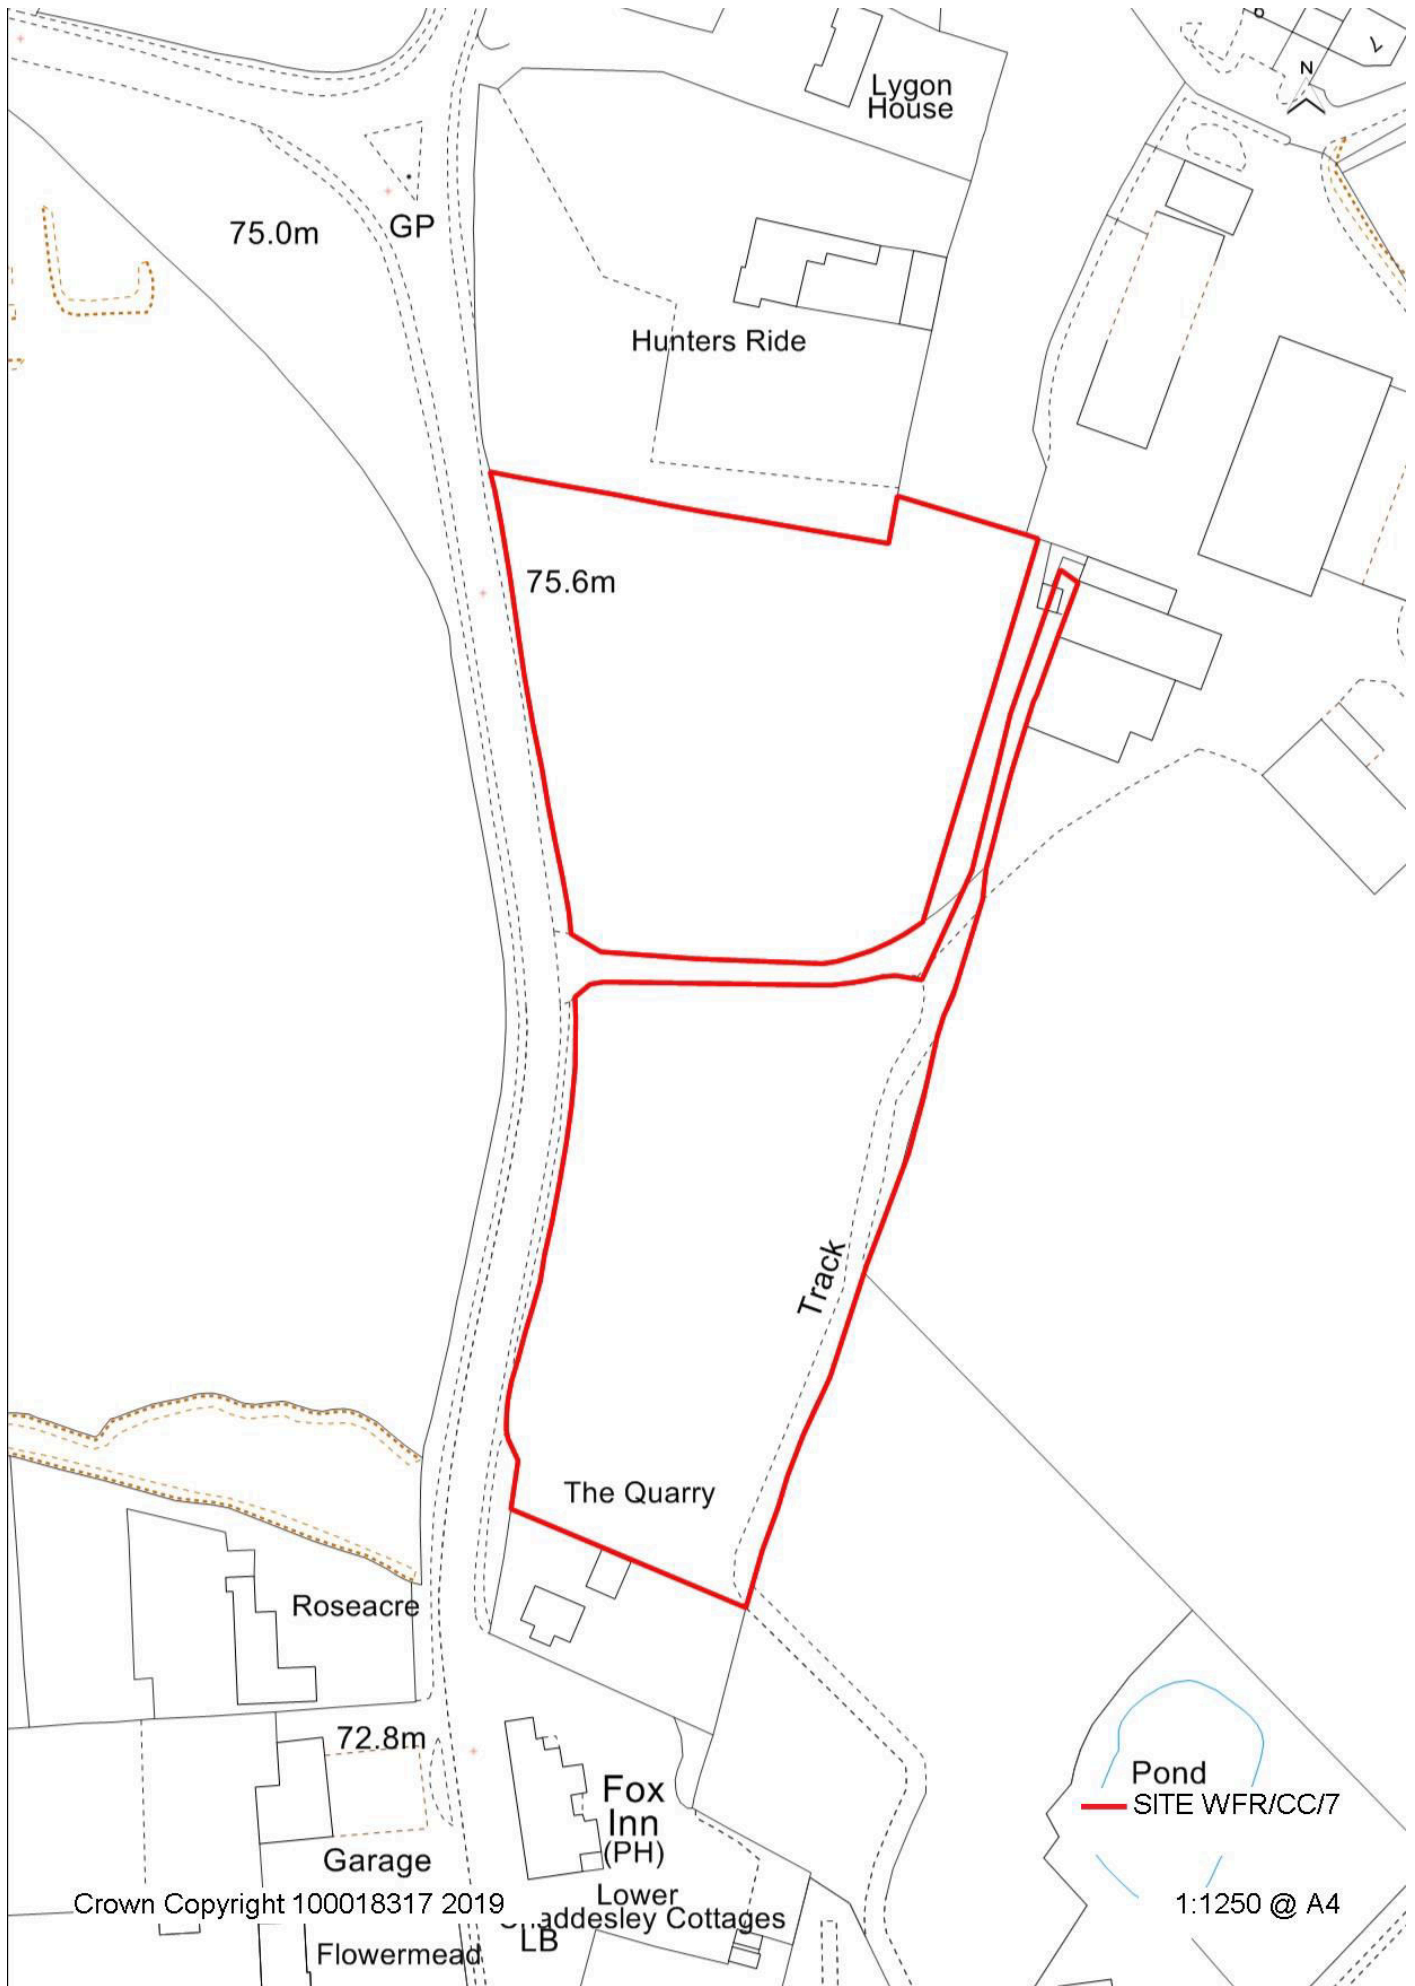 7
N
Lygon
House
75.0m
GP
Hunters Ride
75.6m
Track
The Quarry
Roseacre
72.8m
Pond
SITE WFR/CC/7
Fox
Inn
(PH)
Garage
Lower
Crown Copyright 100018317 2019
1:1250 @ A4
Cottages
LB
Flowermead